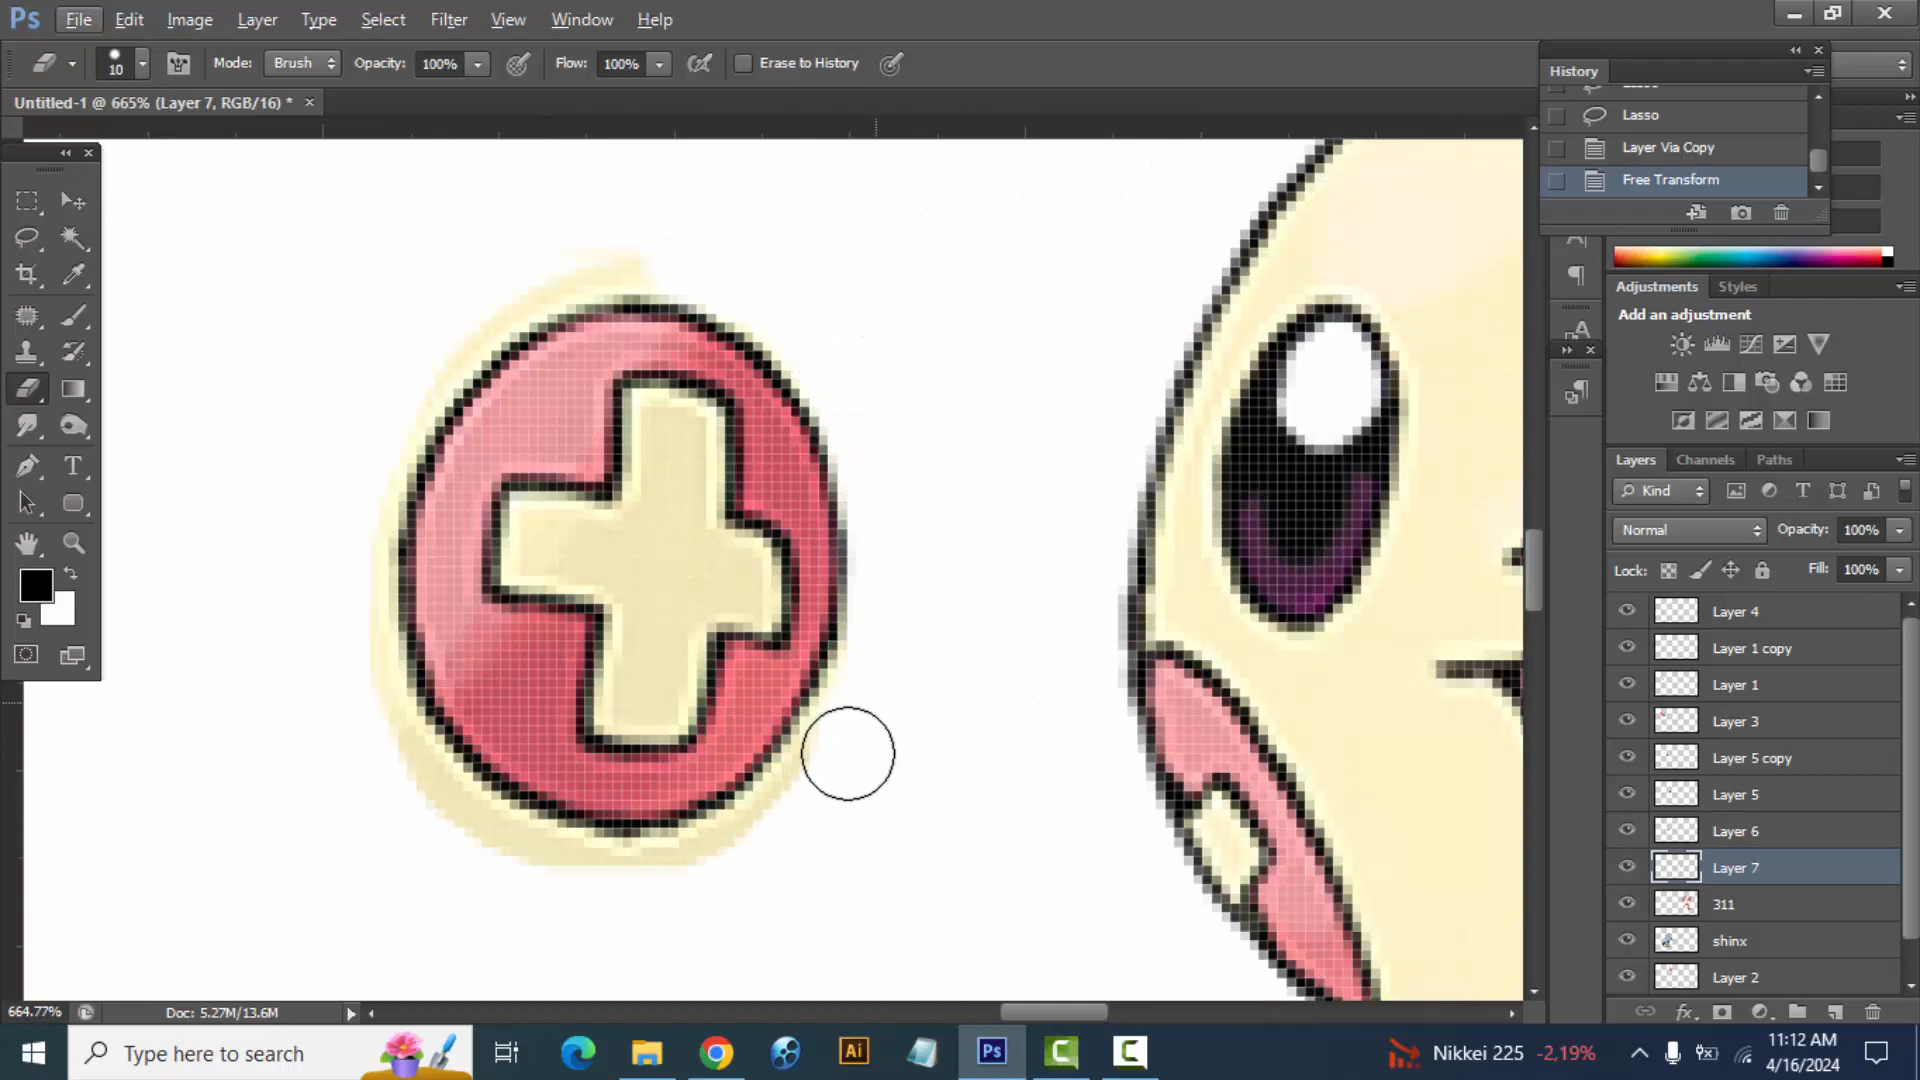 Ps File Edit Image Layer Type Select Filter View Window Help
10 Mode: Brush Opacity: 100% Flow: 100% Erase to History
Untitled-1 @ 665% (Layer 7, RGB/16) *
History
Lasso
Layer Via Copy
Free Transform
Adjustments Styles
Add an adjustment
Layers Channels Paths
Kind
Normal Opacity: 100%
Lock: Fill: 100%
Layer 4
Layer 1 copy
Layer 1
Layer 3
Layer 5 copy
Layer 5
Layer 6
Layer 7
311
shinx
Layer 2
664.77% Doc: 5.27M/13.6M
Type here to search
Ai Ps
Nikkei 225 -2,19%
11:12 AM
4/16/2024